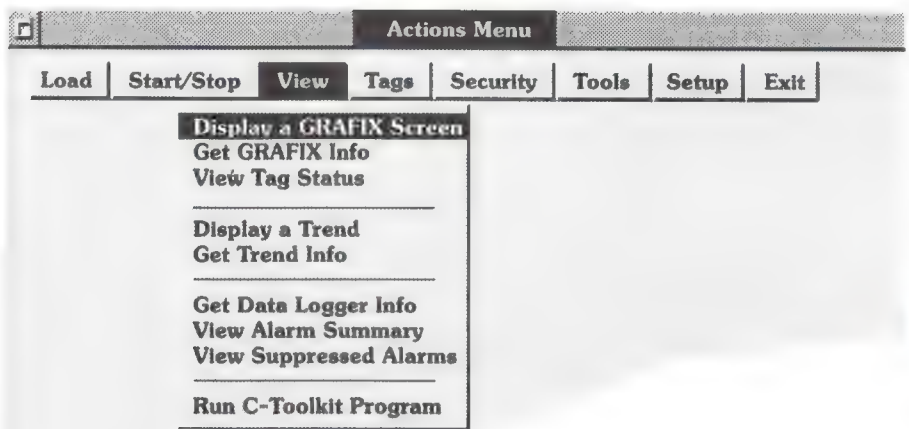 Actions Menu
Load Start/Stop View Tags Security Tools Setup Exit
Display a GRAFIX Screen
Get GRAFIX Info
View Tag Status
Display a Trend
Get Trend Info
Get Data Logger Info
View Alarm Summary
View Suppressed Alarms
Run C-Toolkit Program